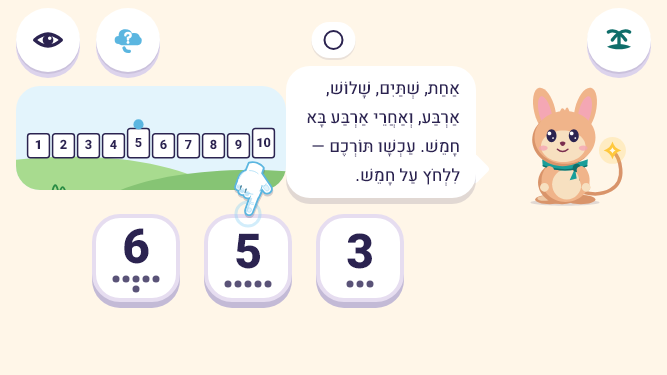 ?
אַחַת, שְׁתַּיִם, שָׁלוֹשׁ,
אַרְבַּע, וְאַחֲרֵי אַרְבַּע בָּא
חָמֵשׁ. עַכְשָׁו תּוֹרְכֶם –
לִלְחֹץ עַל חָמֵשׁ.
1 2 3 4 5 6 7 8 9 10
6 5 3